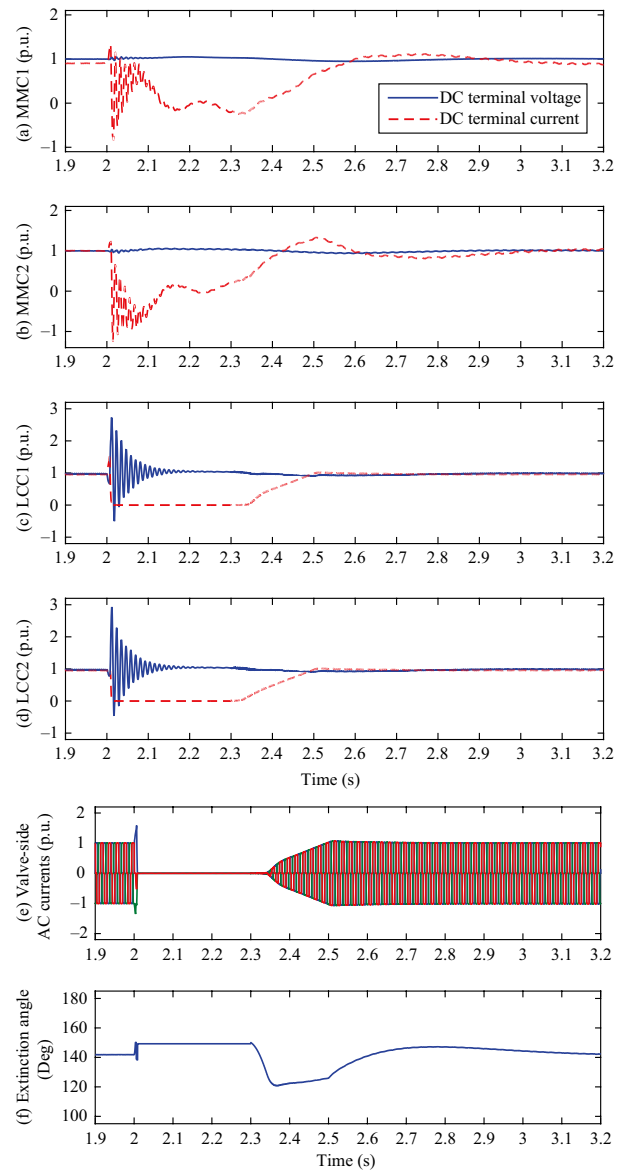 2
1
0
−1
(a) MMC1 (p.u.)
DC terminal voltage
DC terminal current
1.9 2 2.1 2.2 2.3 2.4 2.5 2.6 2.7 2.8 2.9 3.0 3.1 3.2
2
1
0
−1
(b) MMC2 (p.u.)
1.9 2 2.1 2.2 2.3 2.4 2.5 2.6 2.7 2.8 2.9 3.0 3.1 3.2
3
2
1
0
−1
(c) LCC1 (p.u.)
1.9 2 2.1 2.2 2.3 2.4 2.5 2.6 2.7 2.8 2.9 3.0 3.1 3.2
3
2
1
0
−1
(d) LCC2 (p.u.)
1.9 2 2.1 2.2 2.3 2.4 2.5 2.6 2.7 2.8 2.9 3.0 3.1 3.2
Time (s)
2
1
0
−1
−2
(e) Valve-side
AC currents (p.u.)
1.9 2 2.1 2.2 2.3 2.4 2.5 2.6 2.7 2.8 2.9 3.0 3.1 3.2
180
160
140
120
100
(f) Extinction angle
(Deg)
1.9 2 2.1 2.2 2.3 2.4 2.5 2.6 2.7 2.8 2.9 3.0 3.1 3.2
Time (s)